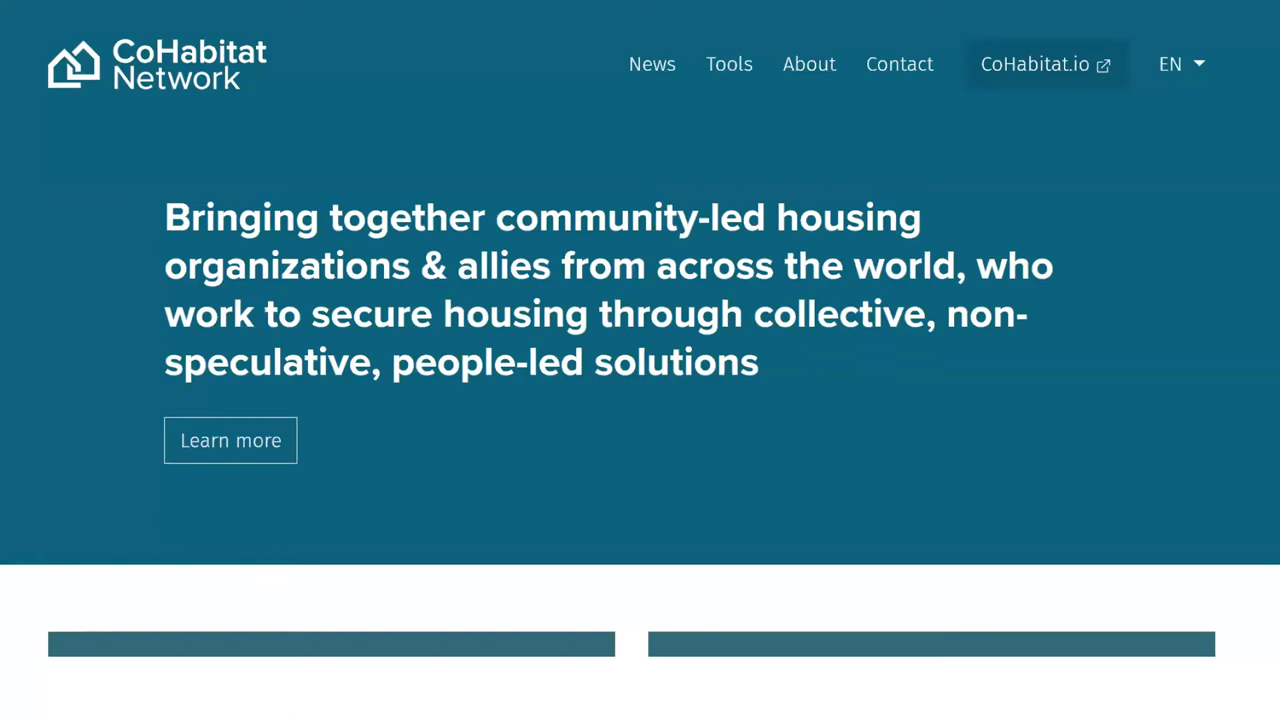 CoHabitat
Network
News Tools About Contact CoHabitat.io EN
Bringing together community-led housing
organizations & allies from across the world, who
work to secure housing through collective, non-
speculative, people-led solutions
Learn more